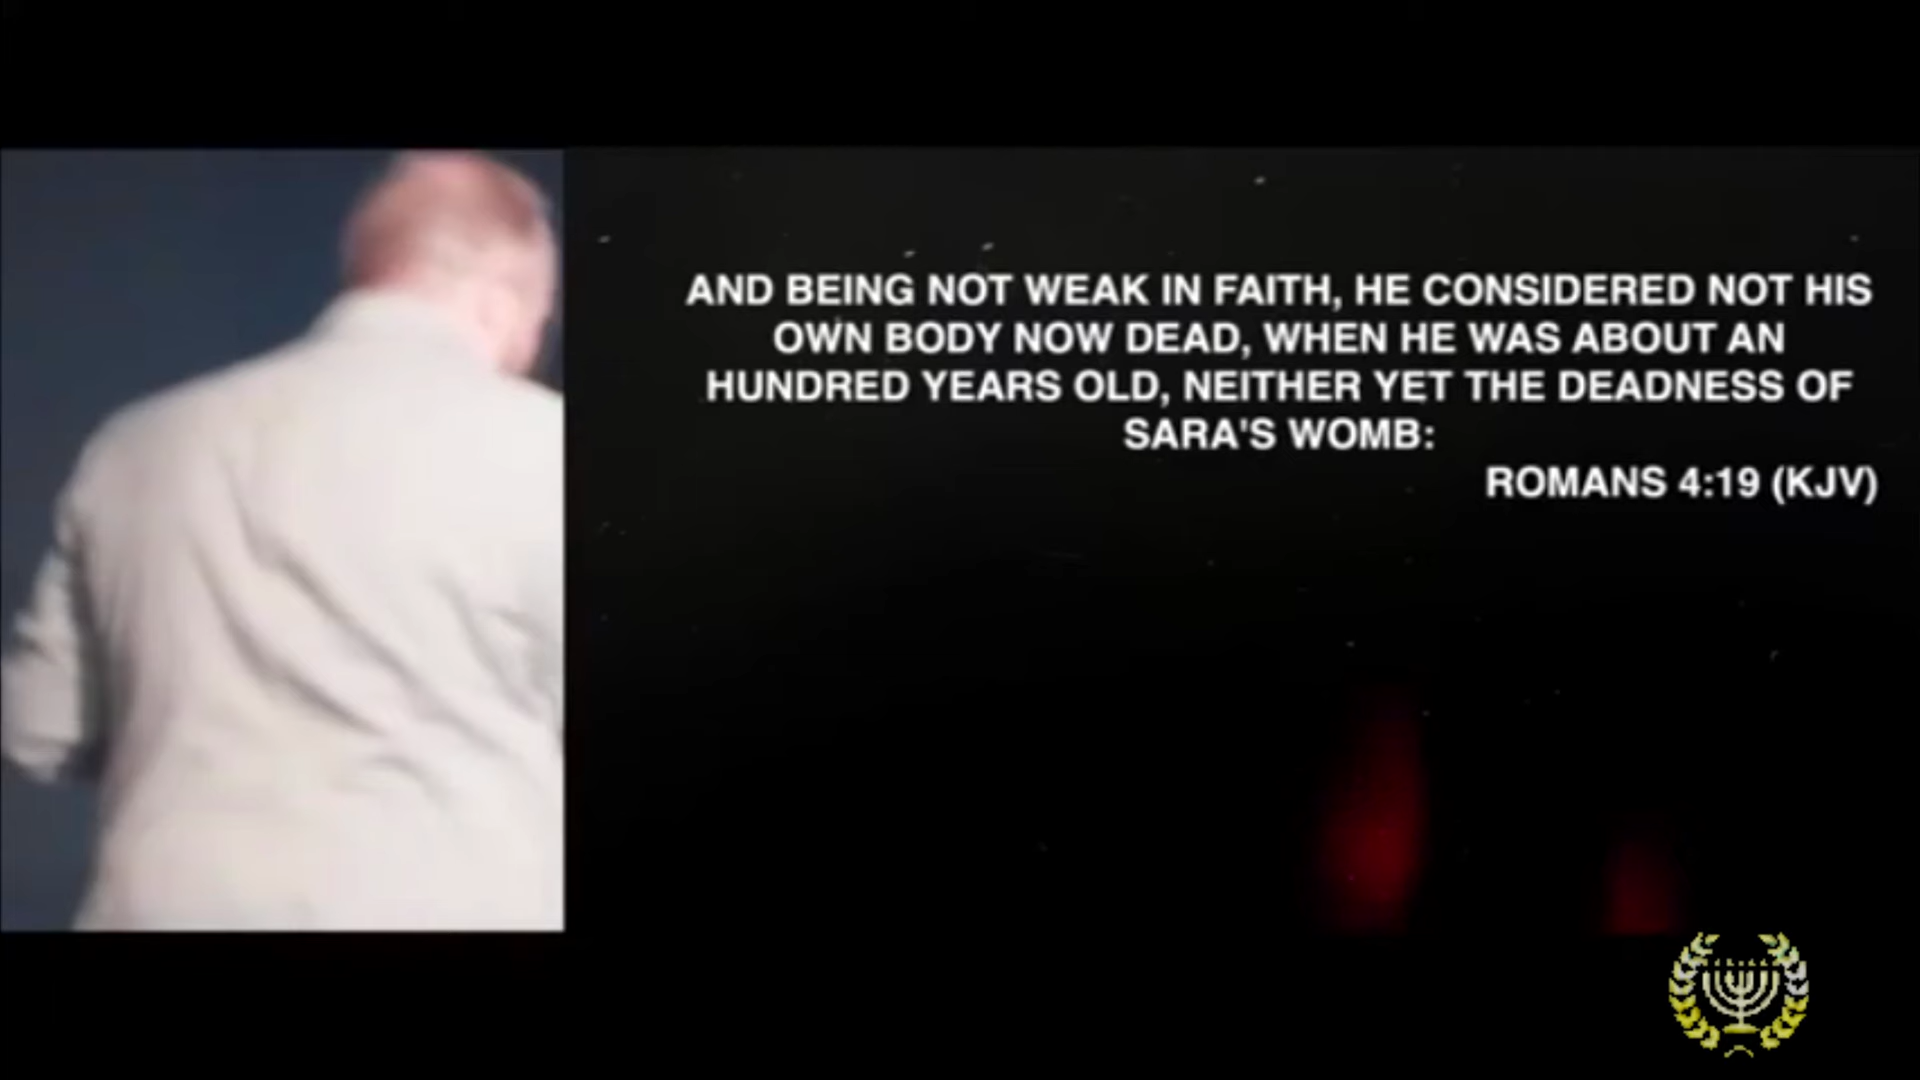 AND BEING NOT WEAK IN FAITH, HE CONSIDERED NOT HIS
OWN BODY NOW DEAD, WHEN HE WAS ABOUT AN
HUNDRED YEARS OLD, NEITHER YET THE DEADNESS OF
SARA'S WOMB:
ROMANS 4:19 (KJV)